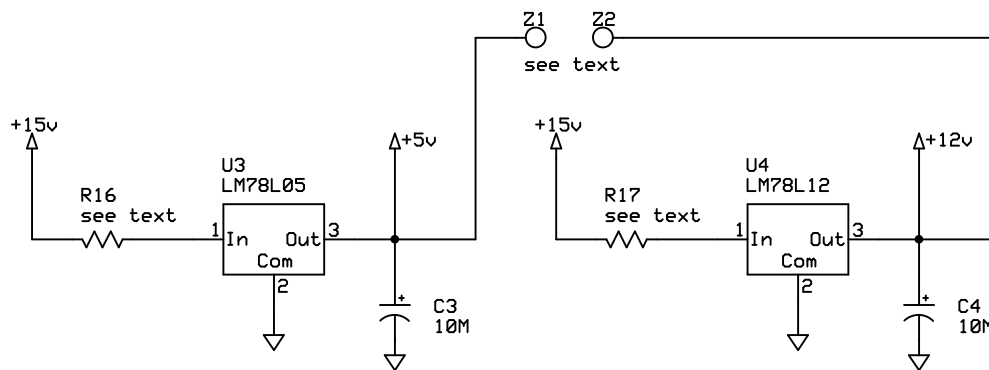 Z1
Z2
see text
+15v
+5v
+15v
+12v
U3
LM78L05
U4
LM78L12
R16
see text
R17
see text
1
In
Out
3
Com
2
1
In
Out
3
Com
2
+
C3
10M
+
C4
10M